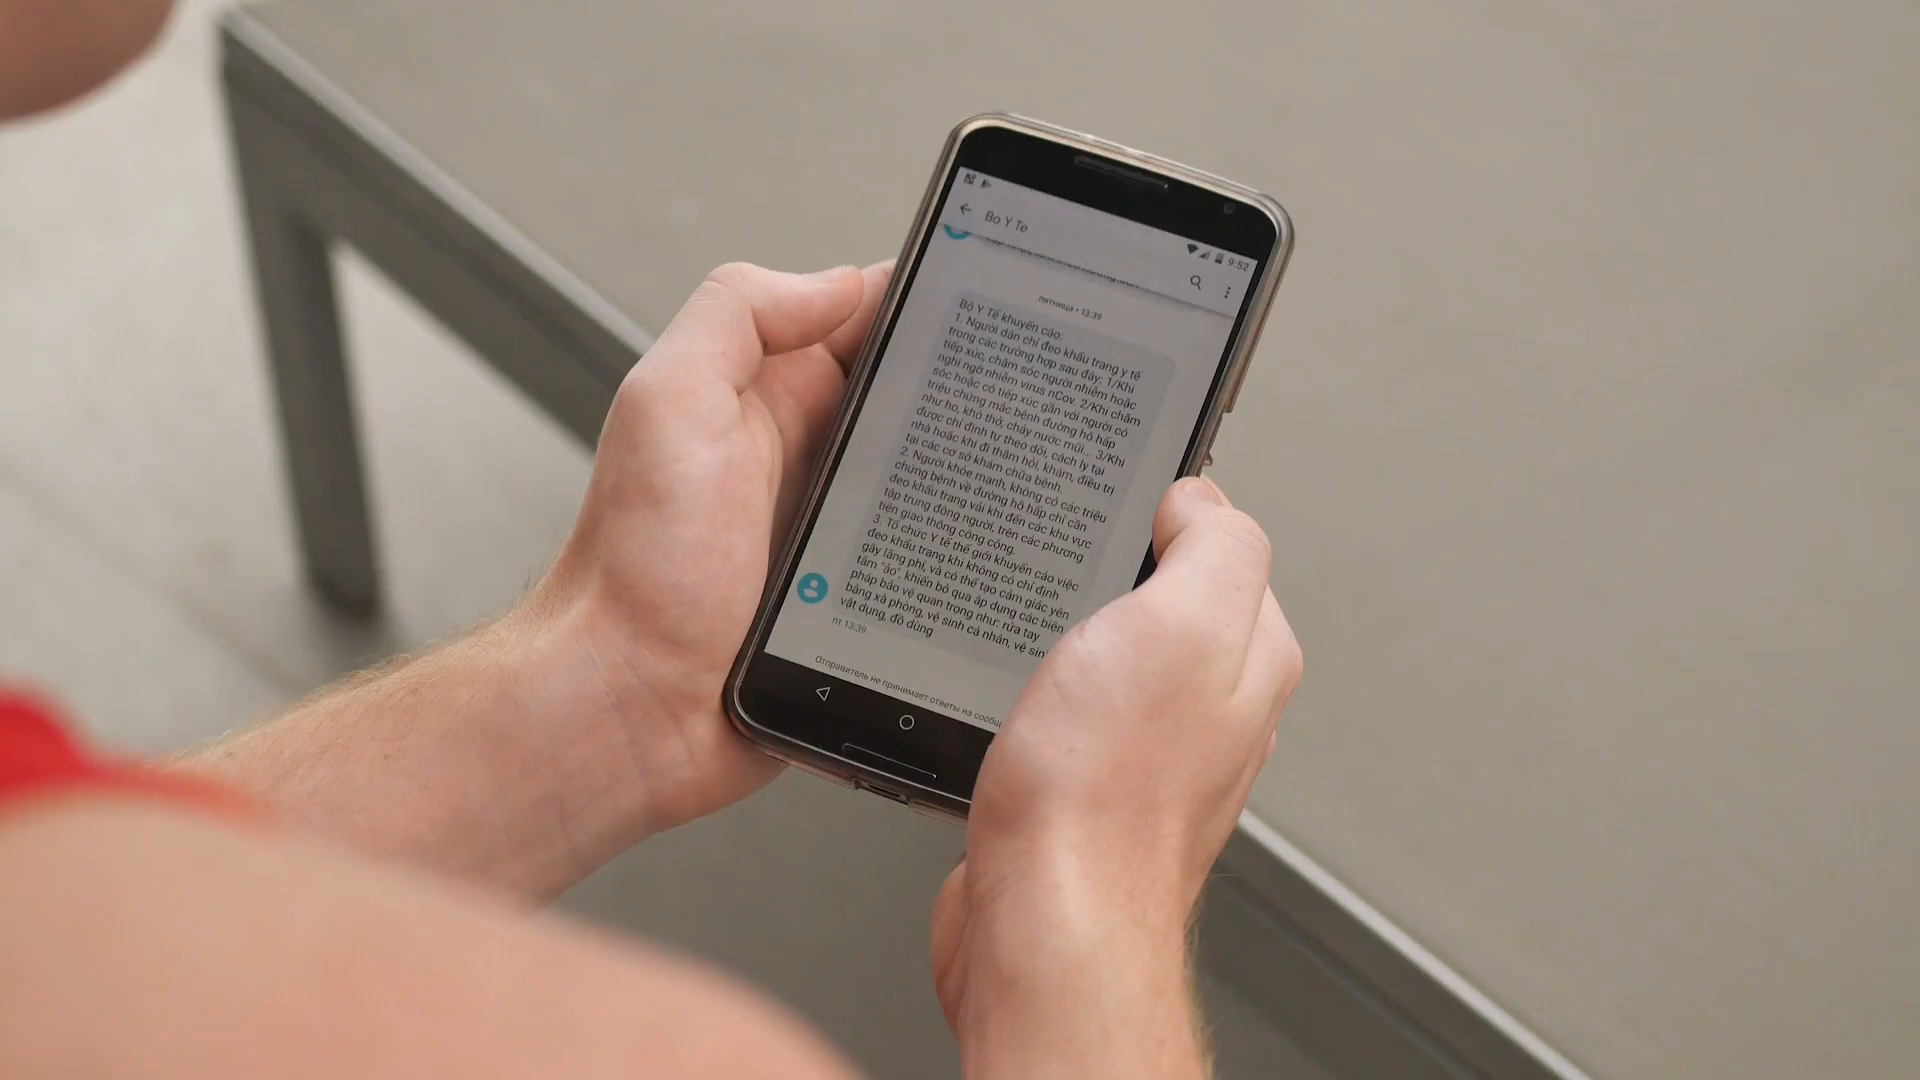 Bo Y Te
9:52
пятница • 13:39
Bộ Y Tế khuyến cáo:
1. Người dân chỉ đeo khẩu trang y tế
trong các trường hợp sau đây: 1/Khi
tiếp xúc, chăm sóc người nhiễm hoặc
nghi ngờ nhiễm virus nCov. 2/Khi chăm
sóc hoặc có tiếp xúc gần với người có
triệu chứng mắc bệnh đường hô hấp
như ho, khó thở, chảy nước mũi... 3/Khi
được chỉ định tự theo dõi, cách ly tại
nhà hoặc khi đi thăm hỏi, khám, điều trị
tại các cơ sở khám chữa bệnh.
2. Người khỏe mạnh, không có các triệu
chứng bệnh về đường hô hấp chỉ cần
đeo khẩu trang vải khi đến các khu vực
tập trung đông người, trên các phương
tiện giao thông công cộng.
3. Tổ chức Y tế thế giới khuyến cáo việc
đeo khẩu trang khi không có chỉ định
gây lãng phí, và có thể tạo cảm giác yên
tâm "ảo", khiến bỏ qua áp dụng các biện
pháp bảo vệ quan trọng như: rửa tay
bằng xà phòng, vệ sinh cá nhân, vệ sin
vật dụng, đồ dùng
пт 13:39
Отправитель не принимает ответы на сообщ